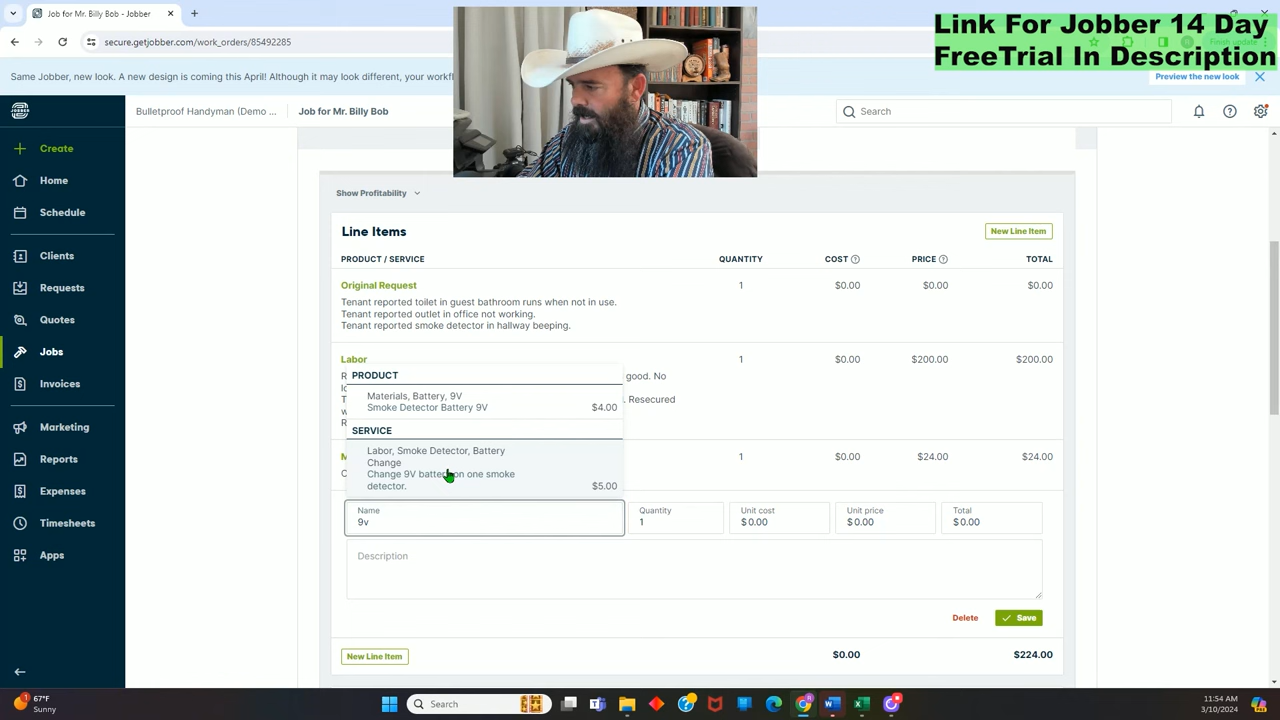 Job for Mr. Billy Bob - Jobber
secure.getjobber.com/work_orders/85492285
Link For Jobber 14 Day
FreeTrial In Description
Finish update
Same Jobber, new look. A new design is coming this April! Although it may look different, your workfl
Preview the new look
Bulletproof Handyman (Demo ...
Job for Mr. Billy Bob
Search
Create
Home
Schedule
Clients
Requests
Quotes
Jobs
Invoices
Marketing
Reports
Expenses
Timesheets
Apps
Show Profitability
Line Items
New Line Item
PRODUCT / SERVICE QUANTITY COST PRICE TOTAL
Original Request 1 $0.00 $0.00 $0.00
Tenant reported toilet in guest bathroom runs when not in use.
Tenant reported outlet in office not working.
Tenant reported smoke detector in hallway beeping.
Labor 1 $0.00 $200.00 $200.00
good. No
. Resecured
PRODUCT
Materials, Battery, 9V
Smoke Detector Battery 9V $4.00
SERVICE
Labor, Smoke Detector, Battery
Change
Change 9V battery on one smoke
detector. $5.00
1 $0.00 $24.00 $24.00
Name
9v
Quantity
1
Unit cost
$0.00
Unit price
$0.00
Total
$0.00
Description
Delete
Save
New Line Item
$0.00 $224.00
67°F
Sunny
Search
11:54 AM
3/10/2024